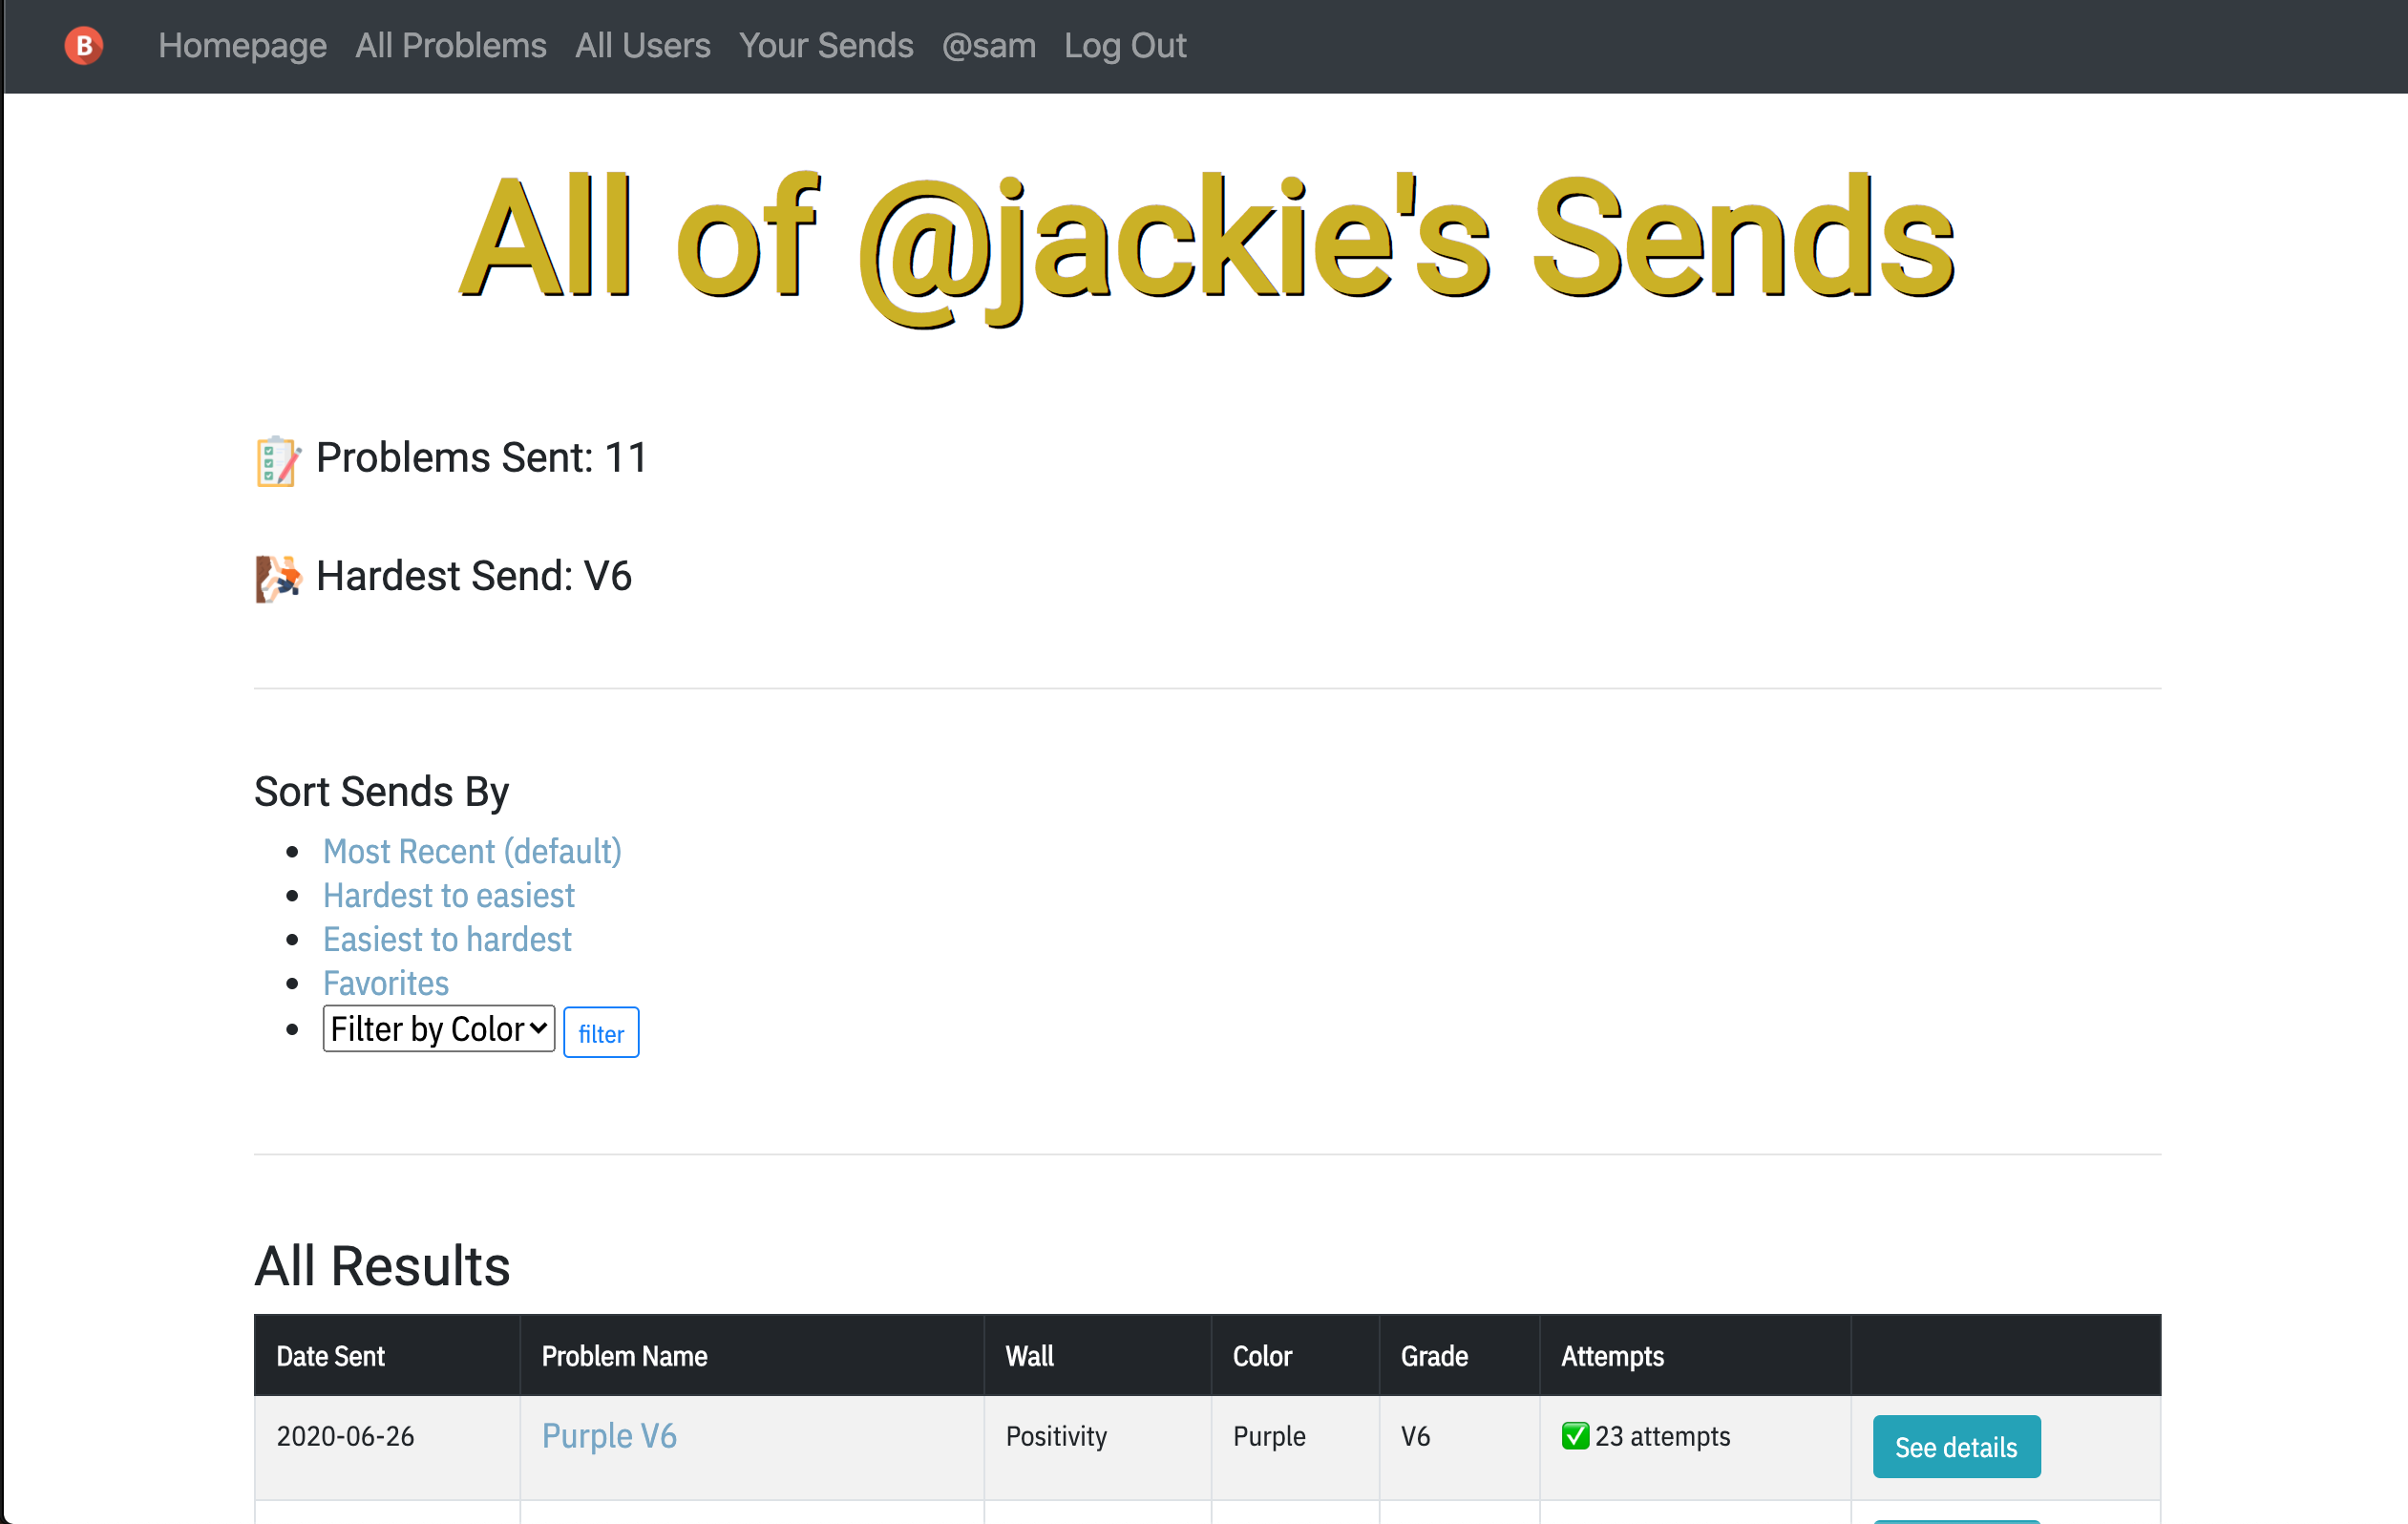 B Homepage All Problems All Users Your Sends @sam Log Out
All of @jackie's Sends
Problems Sent: 11
Hardest Send: V6
Sort Sends By
Most Recent (default)
Hardest to easiest
Easiest to hardest
Favorites
Filter by Color filter
All Results
Date Sent Problem Name Wall Color Grade Attempts
2020-06-26 Purple V6 Positivity Purple V6 23 attempts See details